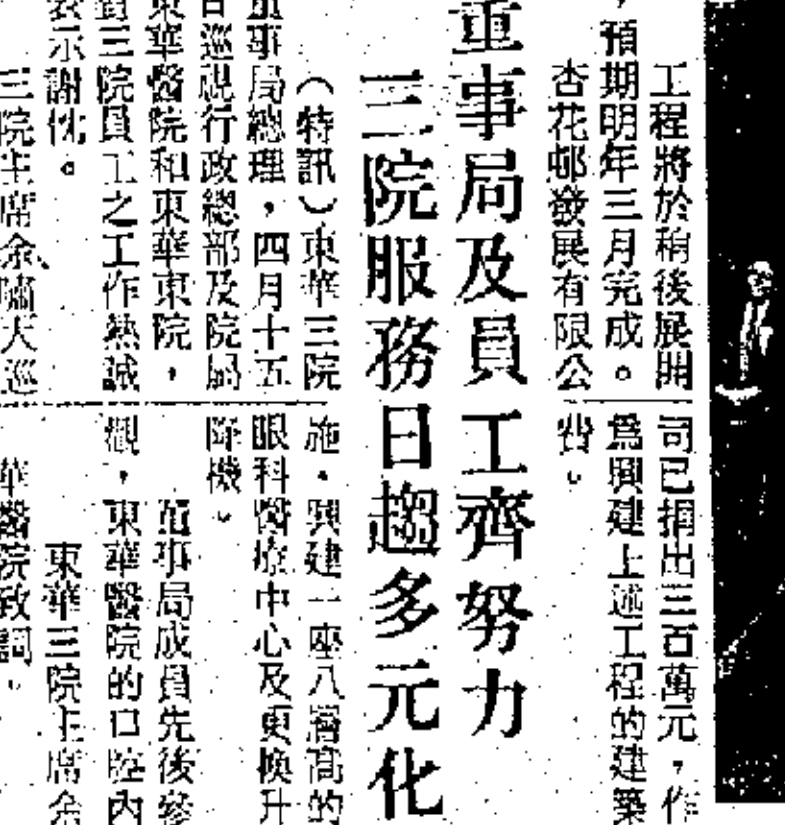 工程將於稍後展開
，預期明年三月完成。
杏花邨發展有限公
司已捐出三百萬元，作
為興建上述工程的建築
費。
董事局及員工齊努力
三院服務日趨多元化
（特訊）東華三院
董事局總理，四月十五
日巡視行政總部及院屬
東華醫院和東華東院，
對三院員工之工作熱誠
表示謝忱。
三院主席余嘯天巡
施。興建一座八層高的
眼科醫療中心及更換升
降機。
董事局成員先後參
觀，東華醫院的口腔內
東華三院主席余
華醫院致詞。